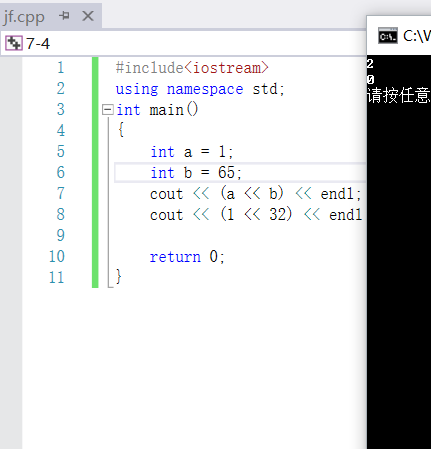 jf.cpp
7-4
C:\W
1 #include<iostream>
2 using namespace std;
3 int main()
4 {
5 int a = 1;
6 int b = 65;
7 cout << (a << b) << endl;
8 cout << (1 << 32) << endl
9
10 return 0;
11 }
2
0
请按任意